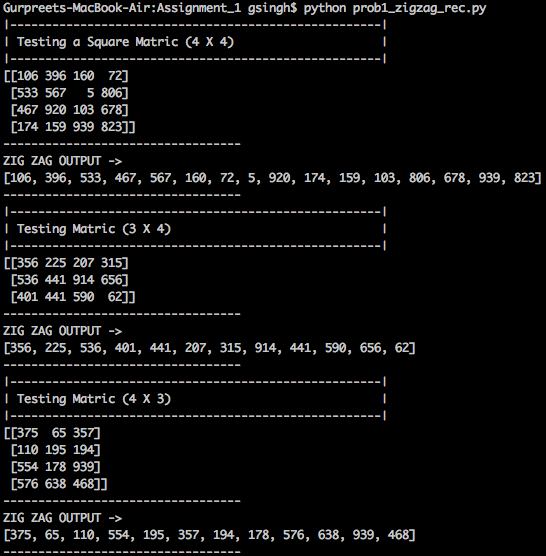 Gurpreets-MacBook-Air:Assignment_1 gsingh$ python prob1_zigzag_rec.py
|-----------------------------------------------------|
| Testing a Square Matric (4 X 4)                     |
|-----------------------------------------------------|
[[106 396 160  72]
 [533 567   5 806]
 [467 920 103 678]
 [174 159 939 823]]
----------------------------------
ZIG ZAG OUTPUT ->
[106, 396, 533, 467, 567, 160, 72, 5, 920, 174, 159, 103, 806, 678, 939, 823]
----------------------------------
|-----------------------------------------------------|
| Testing Matric (3 X 4)                              |
|-----------------------------------------------------|
[[356 225 207 315]
 [536 441 914 656]
 [401 441 590  62]]
----------------------------------
ZIG ZAG OUTPUT ->
[356, 225, 536, 401, 441, 207, 315, 914, 441, 590, 656, 62]
----------------------------------
|-----------------------------------------------------|
| Testing Matric (4 X 3)                              |
|-----------------------------------------------------|
[[375  65 357]
 [110 195 194]
 [554 178 939]
 [576 638 468]]
----------------------------------
ZIG ZAG OUTPUT ->
[375, 65, 110, 554, 195, 357, 194, 178, 576, 638, 939, 468]
----------------------------------